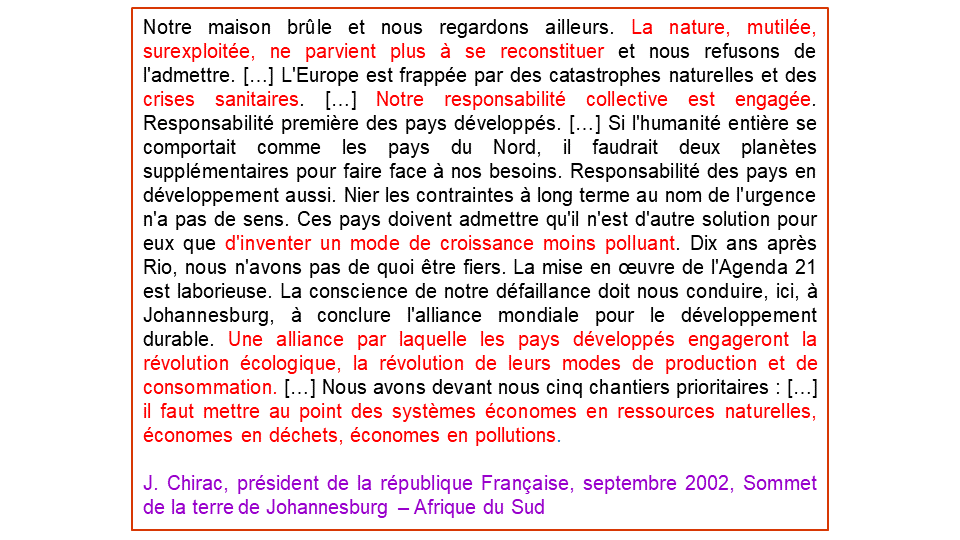 Notre maison brûle et nous regardons ailleurs. La nature, mutilée,
surexploitée, ne parvient plus à se reconstituer et nous refusons de
l'admettre. […] L'Europe est frappée par des catastrophes naturelles et des
crises sanitaires. […] Notre responsabilité collective est engagée.
Responsabilité première des pays développés. […] Si l'humanité entière se
comportait comme les pays du Nord, il faudrait deux planètes
supplémentaires pour faire face à nos besoins. Responsabilité des pays en
développement aussi. Nier les contraintes à long terme au nom de l'urgence
n'a pas de sens. Ces pays doivent admettre qu'il n'est d'autre solution pour
eux que d'inventer un mode de croissance moins polluant. Dix ans après
Rio, nous n'avons pas de quoi être fiers. La mise en œuvre de l'Agenda 21
est laborieuse. La conscience de notre défaillance doit nous conduire, ici, à
Johannesburg, à conclure l'alliance mondiale pour le développement
durable. Une alliance par laquelle les pays développés engageront la
révolution écologique, la révolution de leurs modes de production et de
consommation. […] Nous avons devant nous cinq chantiers prioritaires : […]
il faut mettre au point des systèmes économes en ressources naturelles,
économes en déchets, économes en pollutions.
J. Chirac, président de la république Française, septembre 2002, Sommet
de la terre de Johannesburg – Afrique du Sud